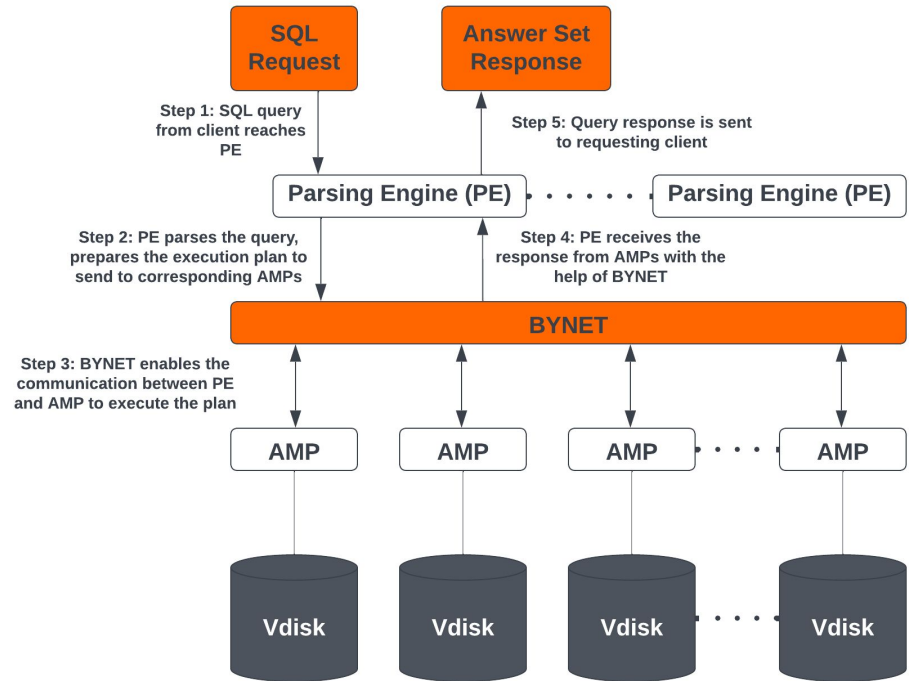 SQL
Request
Answer Set
Response
Step 1: SQL query
from client reaches
PE
Step 5: Query response is sent
to requesting client
Parsing Engine (PE)
Parsing Engine (PE)
Step 2: PE parses the query,
prepares the execution plan to
send to corresponding AMPs
Step 4: PE receives the
response from AMPs with the
help of BYNET
BYNET
Step 3: BYNET enables the
communication between PE
and AMP to execute the plan
AMP
AMP
AMP
AMP
Vdisk
Vdisk
Vdisk
Vdisk